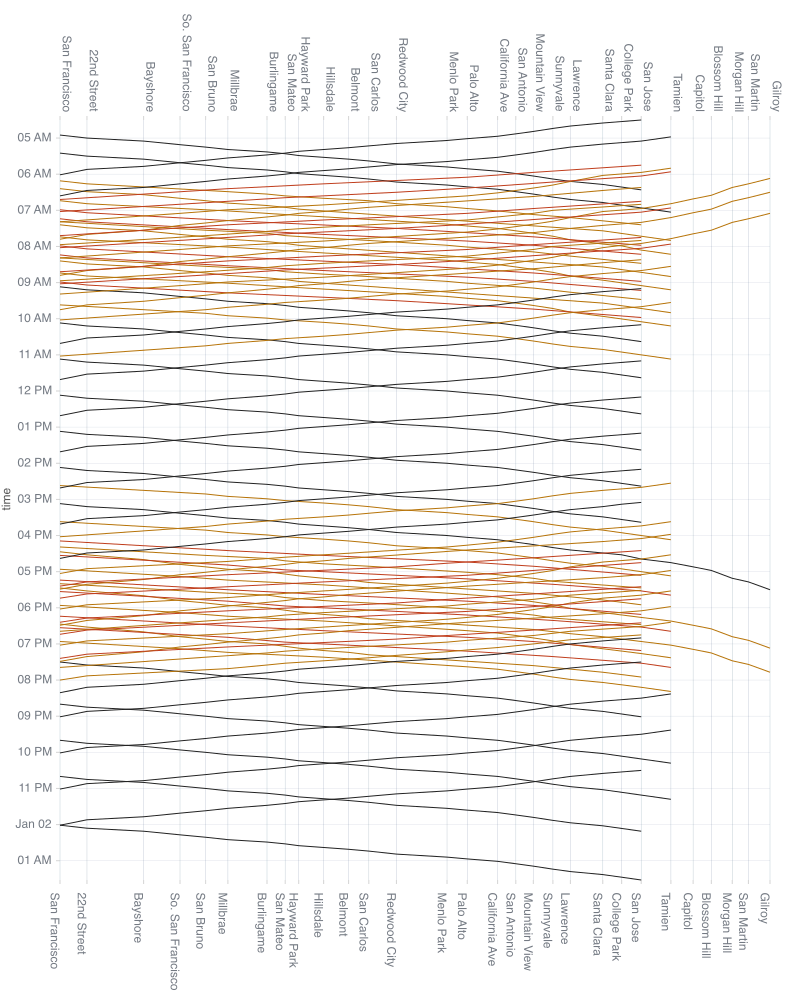 San Francisco
22nd Street
Bayshore
So. San Francisco
San Bruno
Millbrae
Burlingame
San Mateo
Hayward Park
Hillsdale
Belmont
San Carlos
Redwood City
Menlo Park
Palo Alto
California Ave
San Antonio
Mountain View
Sunnyvale
Lawrence
Santa Clara
College Park
San Jose
Tamien
Capitol
Blossom Hill
Morgan Hill
San Martin
Gilroy
05 AM
06 AM
07 AM
08 AM
09 AM
10 AM
11 AM
12 PM
01 PM
02 PM
03 PM
04 PM
05 PM
06 PM
07 PM
08 PM
09 PM
10 PM
11 PM
Jan 02
01 AM
time
San Francisco
22nd Street
Bayshore
So. San Francisco
San Bruno
Millbrae
Burlingame
San Mateo
Hayward Park
Hillsdale
Belmont
San Carlos
Redwood City
Menlo Park
Palo Alto
California Ave
San Antonio
Mountain View
Sunnyvale
Lawrence
Santa Clara
College Park
San Jose
Tamien
Capitol
Blossom Hill
Morgan Hill
San Martin
Gilroy